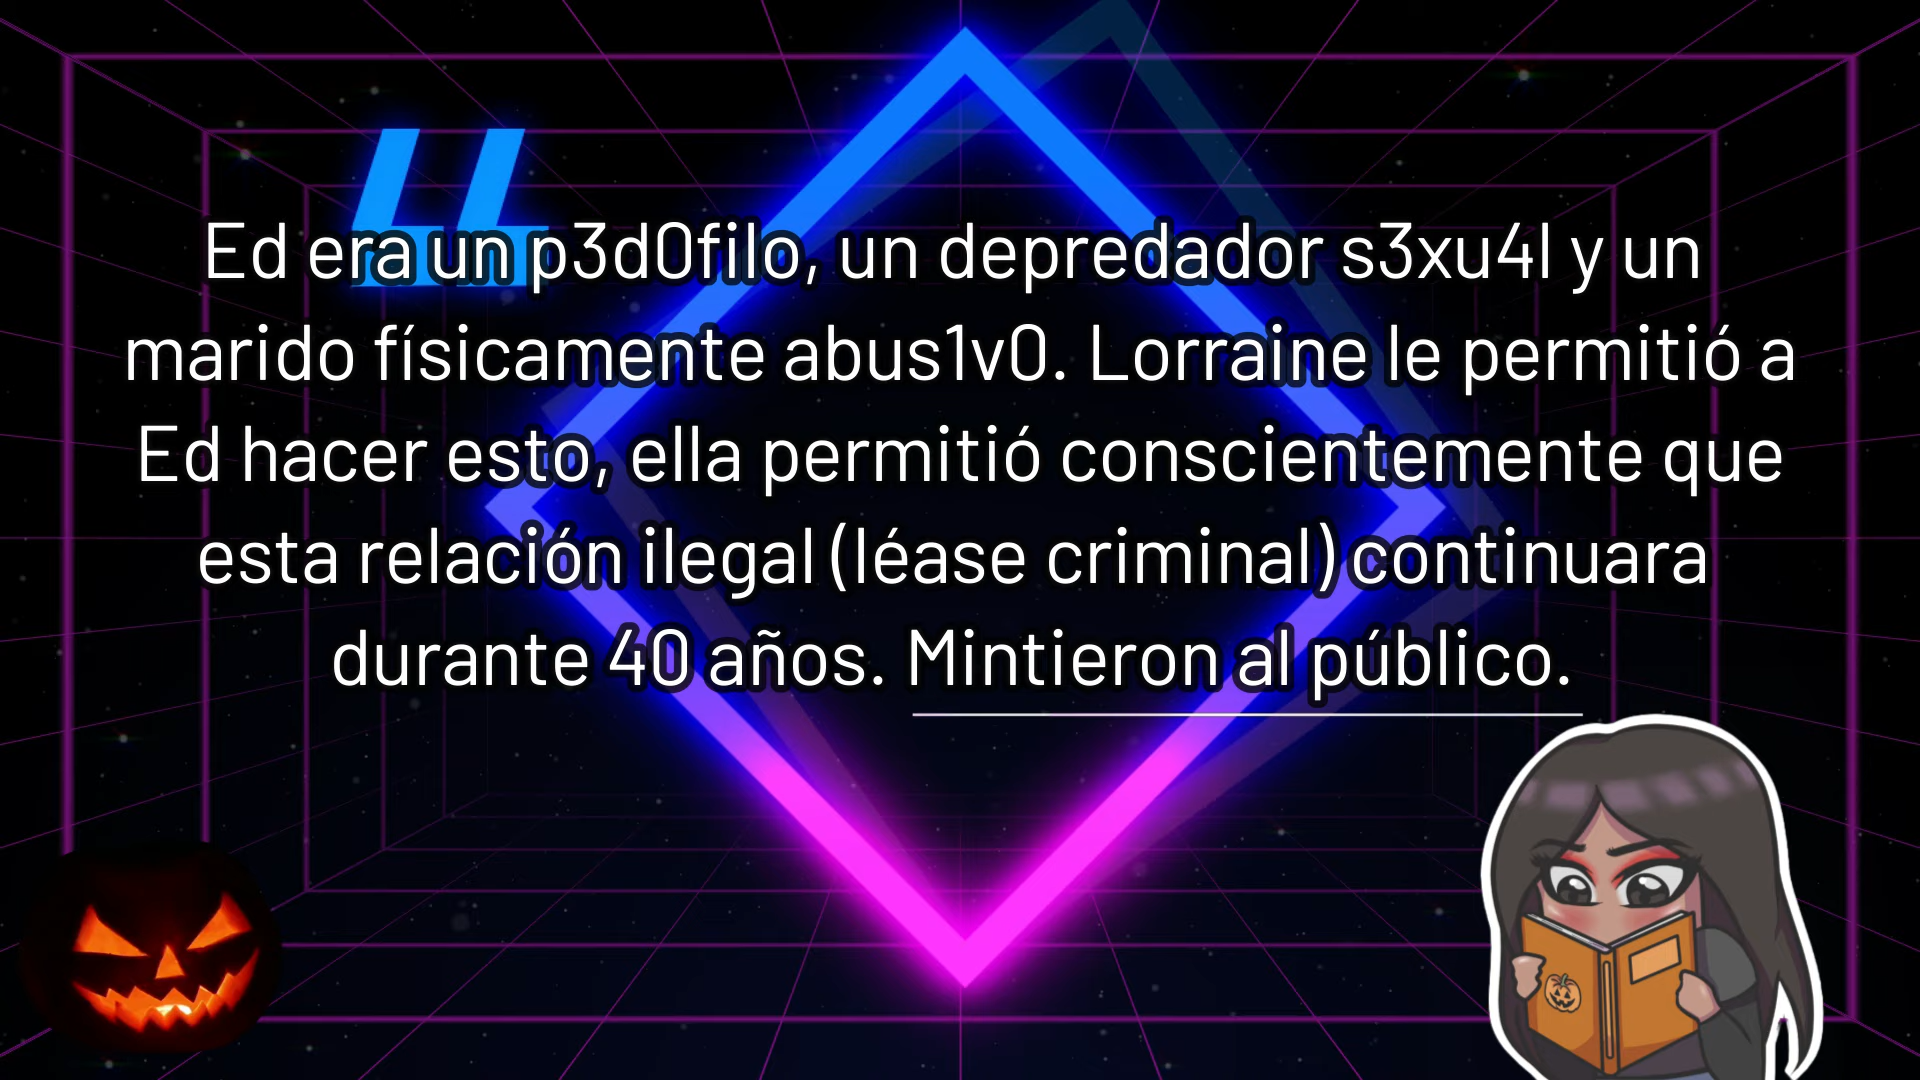 Ed era un p3d0filo, un depredador s3xu4l y un
marido físicamente abus1v0. Lorraine le permitió a
Ed hacer esto, ella permitió conscientemente que
esta relación ilegal (léase criminal) continuara
durante 40 años. Mintieron al público.